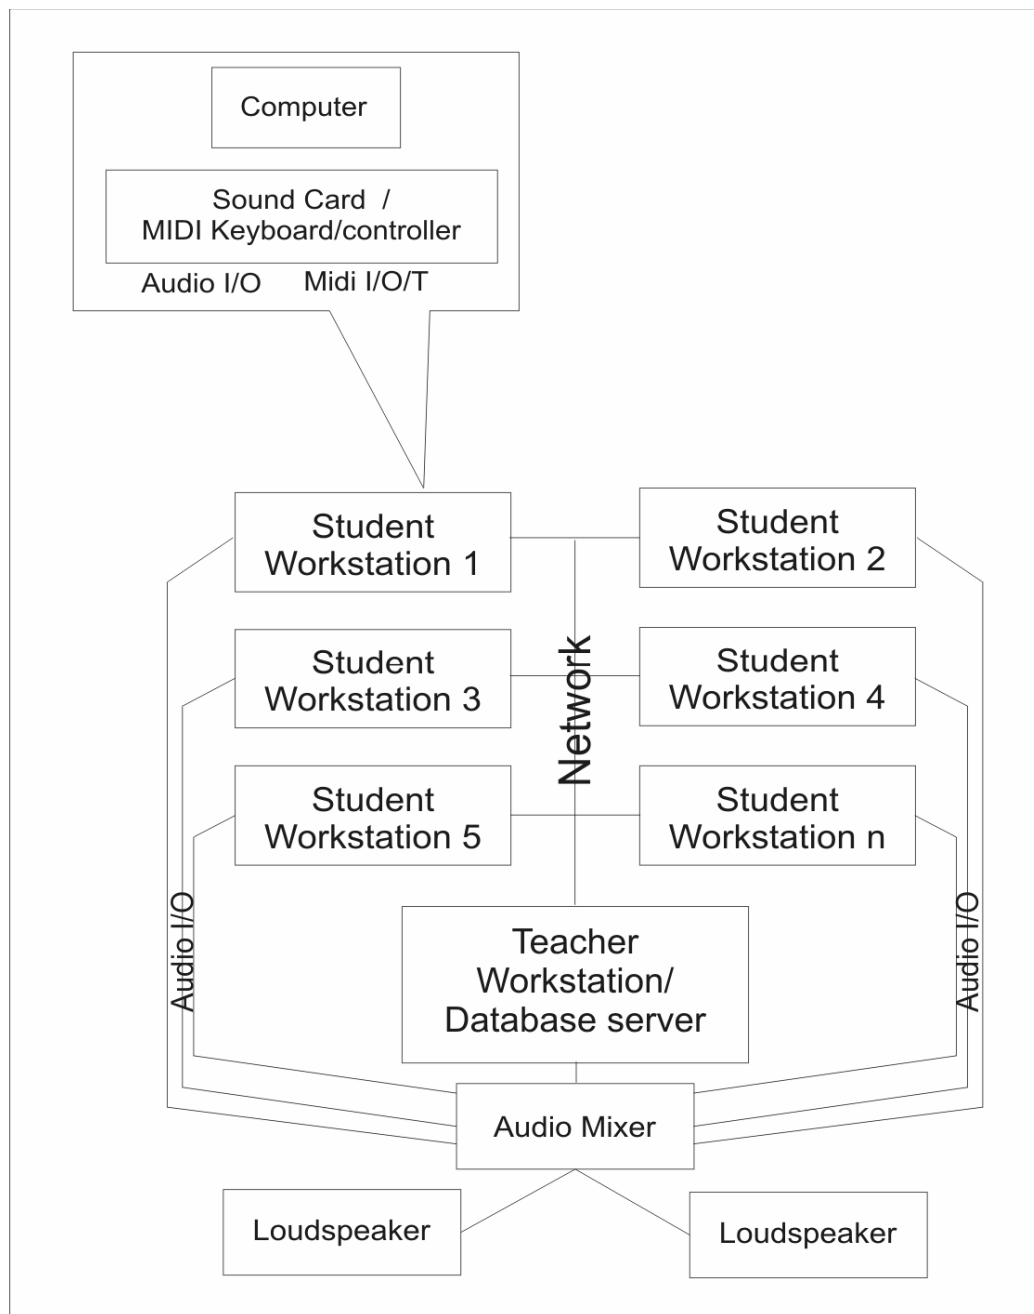 Computer
Sound Card /
MIDI Keyboard/controller
Audio I/O Midi I/O/T
Student
Workstation 1
Student
Workstation 2
Student
Workstation 3
Student
Workstation 4
Network
Student
Workstation 5
Student
Workstation n
Audio I/O
Audio I/O
Teacher
Workstation/
Database server
Audio Mixer
Loudspeaker
Loudspeaker